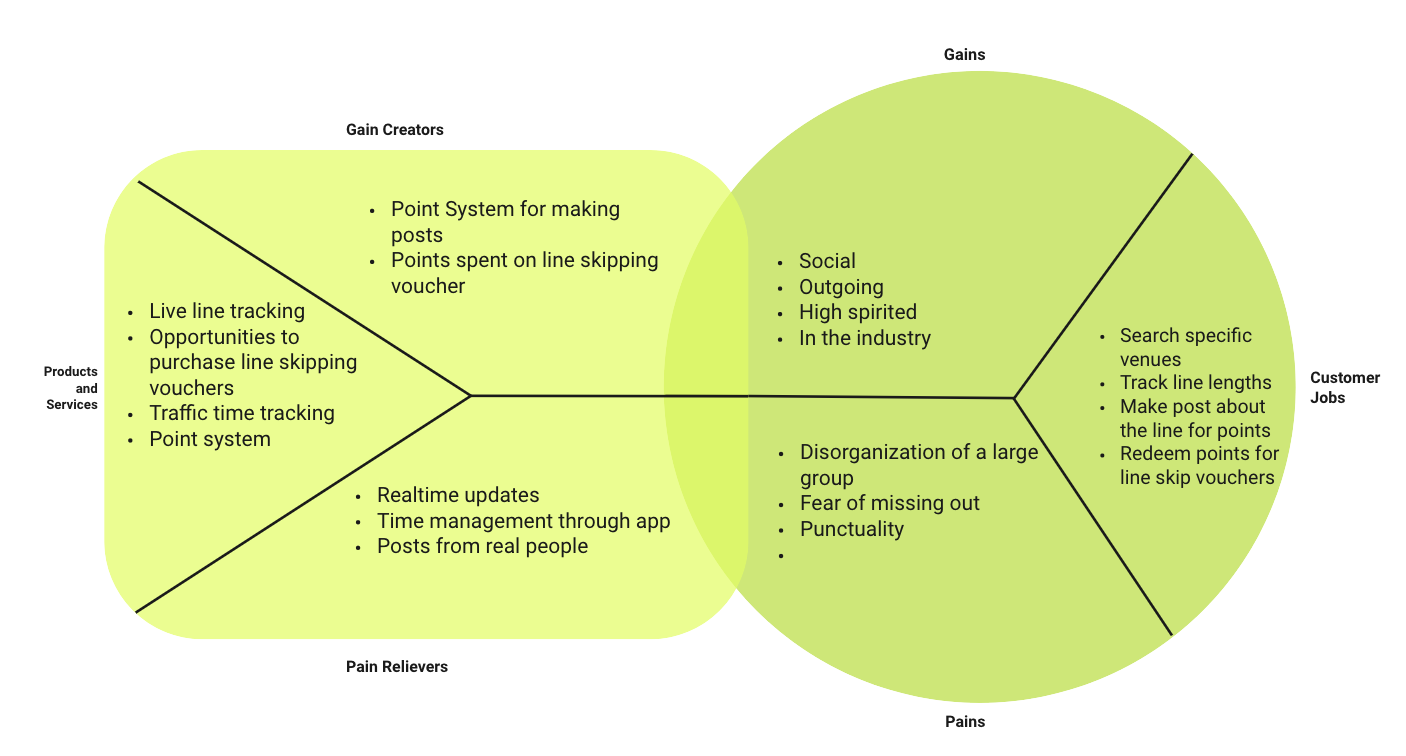 Gains
Gain Creators
• Point System for making
posts
• Points spent on line skipping
voucher
• Social
• Outgoing
• High spirited
• In the industry
• Live line tracking
• Opportunities to
purchase line skipping
vouchers
• Traffic time tracking
• Point system
Products
and
Services
• Search specific
venues
• Track line lengths
• Make post about
the line for points
• Redeem points for
line skip vouchers
Customer
Jobs
• Disorganization of a large
group
• Fear of missing out
• Punctuality
•
• Realtime updates
• Time management through app
• Posts from real people
Pain Relievers
Pains